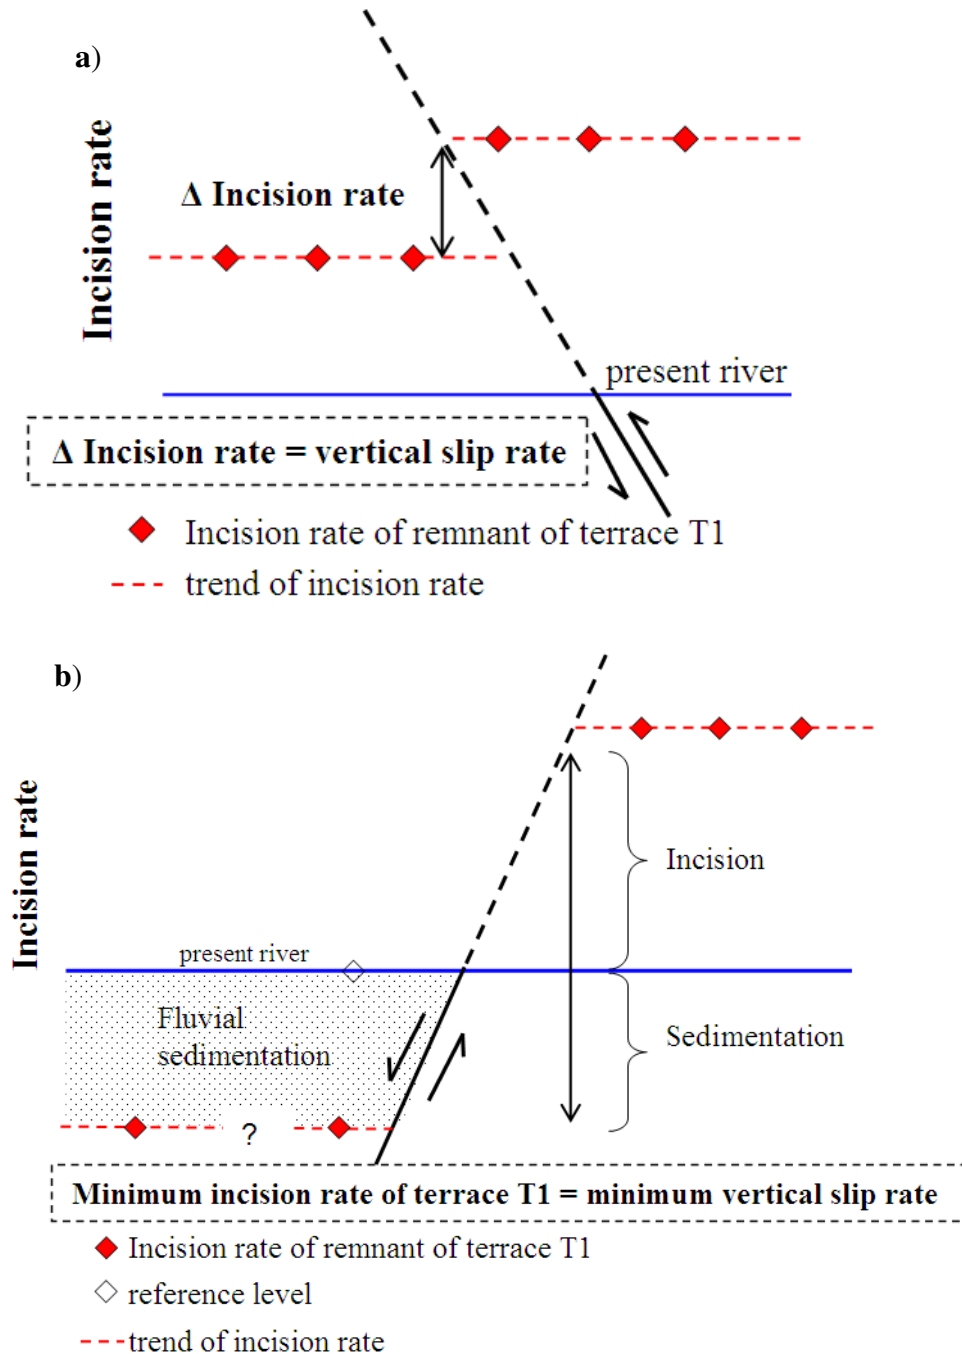 a)
Incision rate
Δ Incision rate
present river
Δ Incision rate = vertical slip rate
Incision rate of remnant of terrace T1
trend of incision rate
b)
Incision rate
Incision
present river
Fluvial
sedimentation
Sedimentation
?
Minimum incision rate of terrace T1 = minimum vertical slip rate
Incision rate of remnant of terrace T1
reference level
trend of incision rate